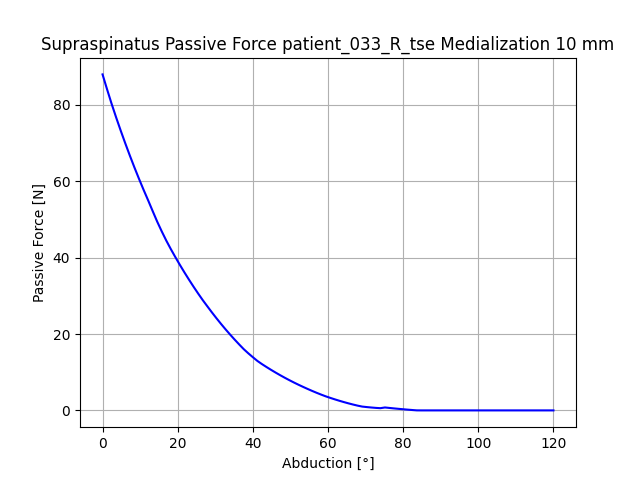 Supraspinatus Passive Force patient_033_R_tse Medialization 10 mm
80
60
40
20
0
Passive Force [N]
0 20 40 60 80 100 120
Abduction [°]